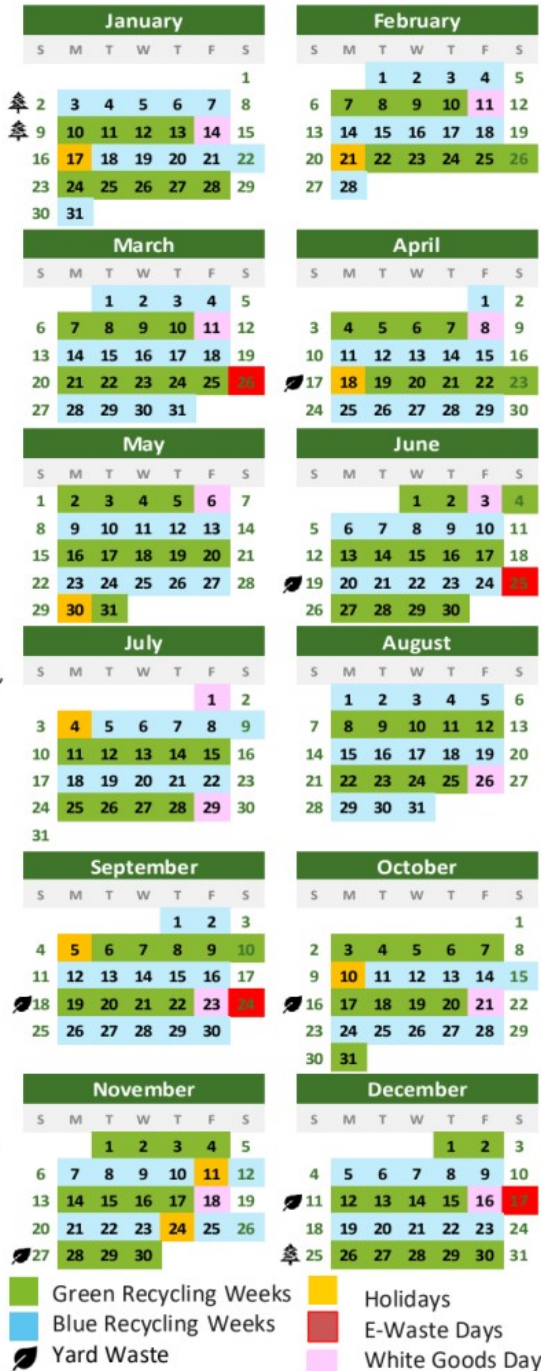 January February
S M T W T F S S M T W T F S
1 1 2 3 4 5
2 3 4 5 6 7 8 6 7 8 9 10 11 12
9 10 11 12 13 14 15 13 14 15 16 17 18 19
16 17 18 19 20 21 22 20 21 22 23 24 25 26
23 24 25 26 27 28 29 27 28
30 31
March April
S M T W T F S S M T W T F S
1 2 3 4 5 1 2
6 7 8 9 10 11 12 3 4 5 6 7 8 9
13 14 15 16 17 18 19 10 11 12 13 14 15 16
20 21 22 23 24 25 26 17 18 19 20 21 22 23
27 28 29 30 31 24 25 26 27 28 29 30
May June
S M T W T F S S M T W T F S
1 2 3 4 5 6 7 1 2 3 4
8 9 10 11 12 13 14 5 6 7 8 9 10 11
15 16 17 18 19 20 21 12 13 14 15 16 17 18
22 23 24 25 26 27 28 19 20 21 22 23 24 25
29 30 31 26 27 28 29 30
July August
S M T W T F S S M T W T F S
1 2 1 2 3 4 5 6
3 4 5 6 7 8 9 7 8 9 10 11 12 13
10 11 12 13 14 15 16 14 15 16 17 18 19 20
17 18 19 20 21 22 23 21 22 23 24 25 26 27
24 25 26 27 28 29 30 28 29 30 31
31
September October
S M T W T F S S M T W T F S
1 2 3 1
4 5 6 7 8 9 10 2 3 4 5 6 7 8
11 12 13 14 15 16 17 9 10 11 12 13 14 15
18 19 20 21 22 23 24 16 17 18 19 20 21 22
25 26 27 28 29 30 23 24 25 26 27 28 29
30 31
November December
S M T W T F S S M T W T F S
1 2 3 4 5 1 2 3
6 7 8 9 10 11 12 4 5 6 7 8 9 10
13 14 15 16 17 18 19 11 12 13 14 15 16 17
20 21 22 23 24 25 26 18 19 20 21 22 23 24
27 28 29 30 25 26 27 28 29 30 31
Green Recycling Weeks Holidays
Blue Recycling Weeks E-Waste Days
Yard Waste White Goods Day